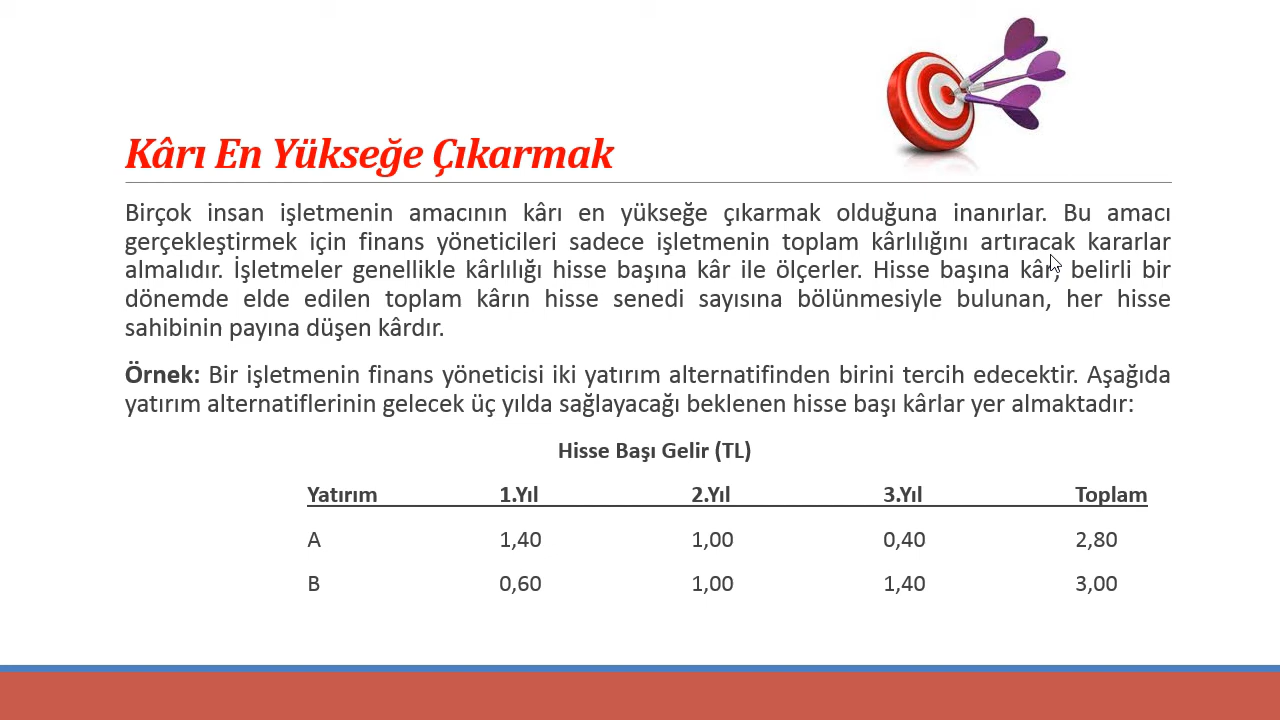 Kârı En Yükseğe Çıkarmak
Birçok insan işletmenin amacının kârı en yükseğe çıkarmak olduğuna inanırlar. Bu amacı
gerçekleştirmek için finans yöneticileri sadece işletmenin toplam kârlılığını artıracak kararlar
almalıdır. İşletmeler genellikle kârlılığı hisse başına kâr ile ölçerler. Hisse başına kâr, belirli bir
dönemde elde edilen toplam kârın hisse senedi sayısına bölünmesiyle bulunan, her hisse
sahibinin payına düşen kârdır.
Örnek: Bir işletmenin finans yöneticisi iki yatırım alternatifinden birini tercih edecektir. Aşağıda
yatırım alternatiflerinin gelecek üç yılda sağlayacağı beklenen hisse başı kârlar yer almaktadır:
Hisse Başı Gelir (TL)
Yatırım 1.Yıl 2.Yıl 3.Yıl Toplam
A 1,40 1,00 0,40 2,80
B 0,60 1,00 1,40 3,00